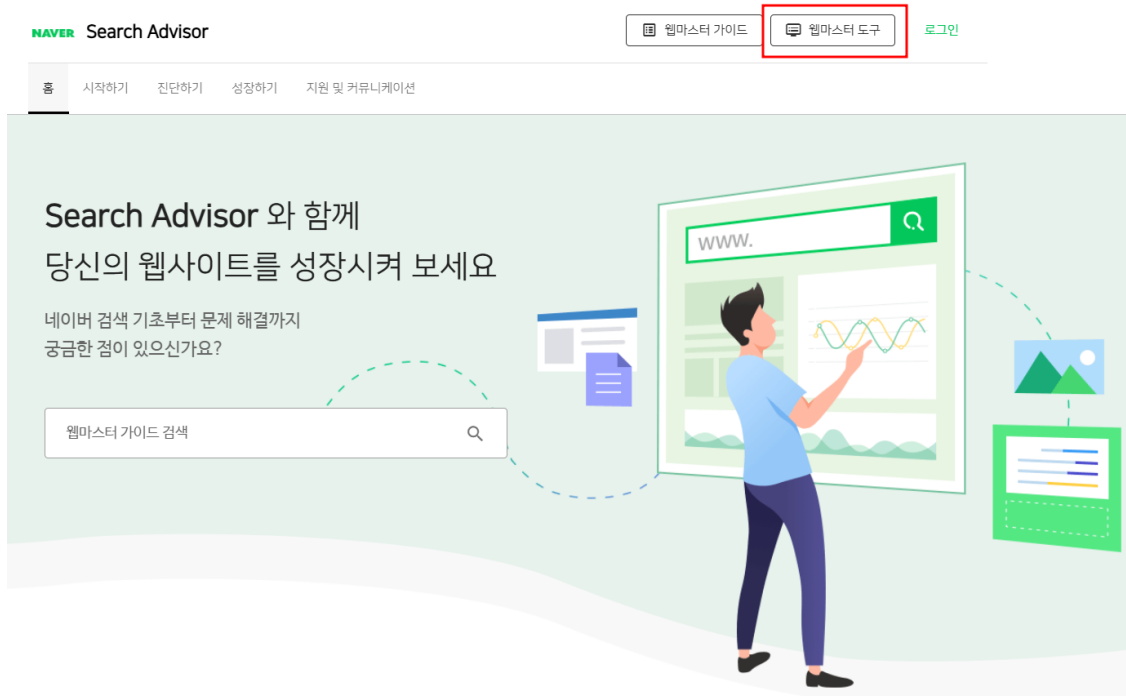 NAVER Search Advisor
웹마스터 가이드
웹마스터 도구
로그인
홈
시작하기
진단하기
성장하기
지원 및 커뮤니케이션
Search Advisor 와 함께
당신의 웹사이트를 성장시켜 보세요
네이버 검색 기초부터 문제 해결까지
궁금한 점이 있으신가요?
웹마스터 가이드 검색
www.